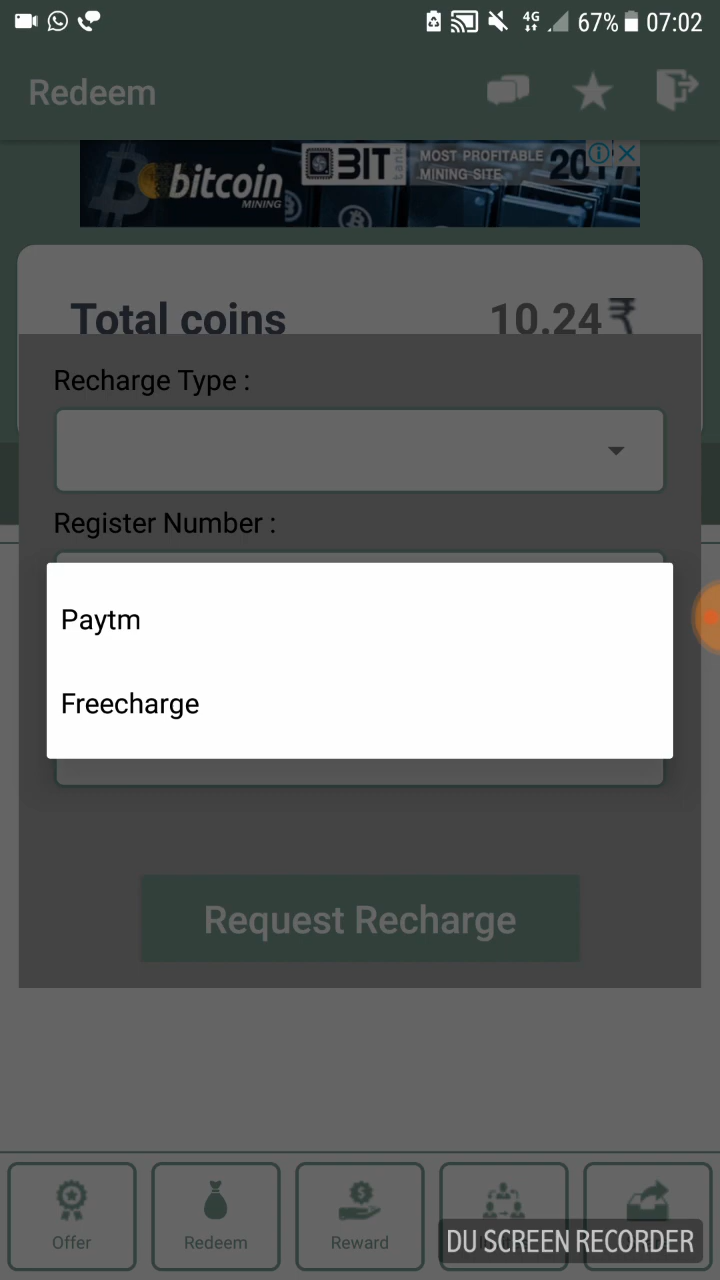 4G 67% 07:02
Redeem
bitcoin
MINING
BIT
MOST PROFITABLE
MINING SITE
Total coins 10.24₹
Recharge Type :
Register Number :
Paytm
Freecharge
Request Recharge
Offer Redeem Reward
DU SCREEN RECORDER